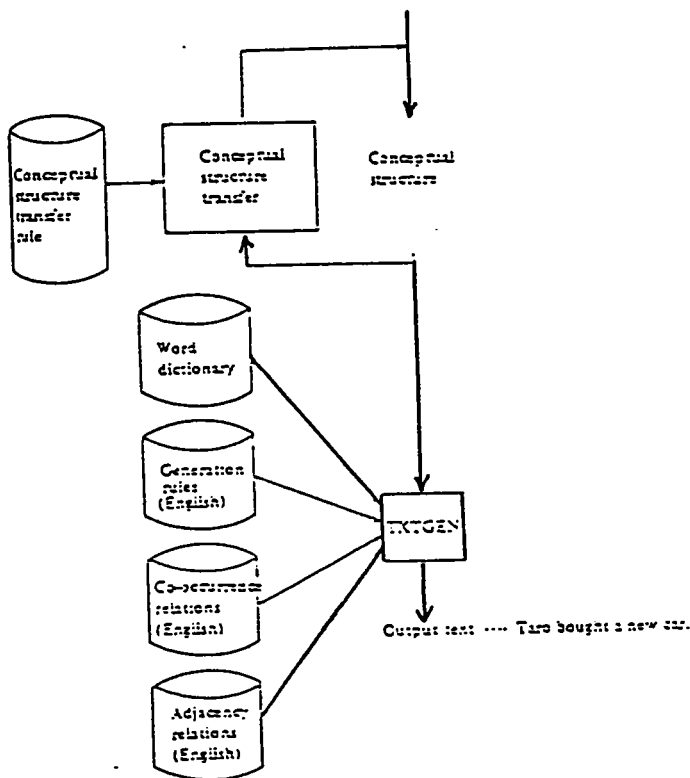 Conceptual
structure
transfer
rule
Conceptual
structure
transfer
Conceptual
structure
Word
dictionary
Generation
rules
(English)
TXTGEN
Co-occurrence
relations
(English)
Output text ---- Taro bought a new car.
Adjacency
relations
(English)